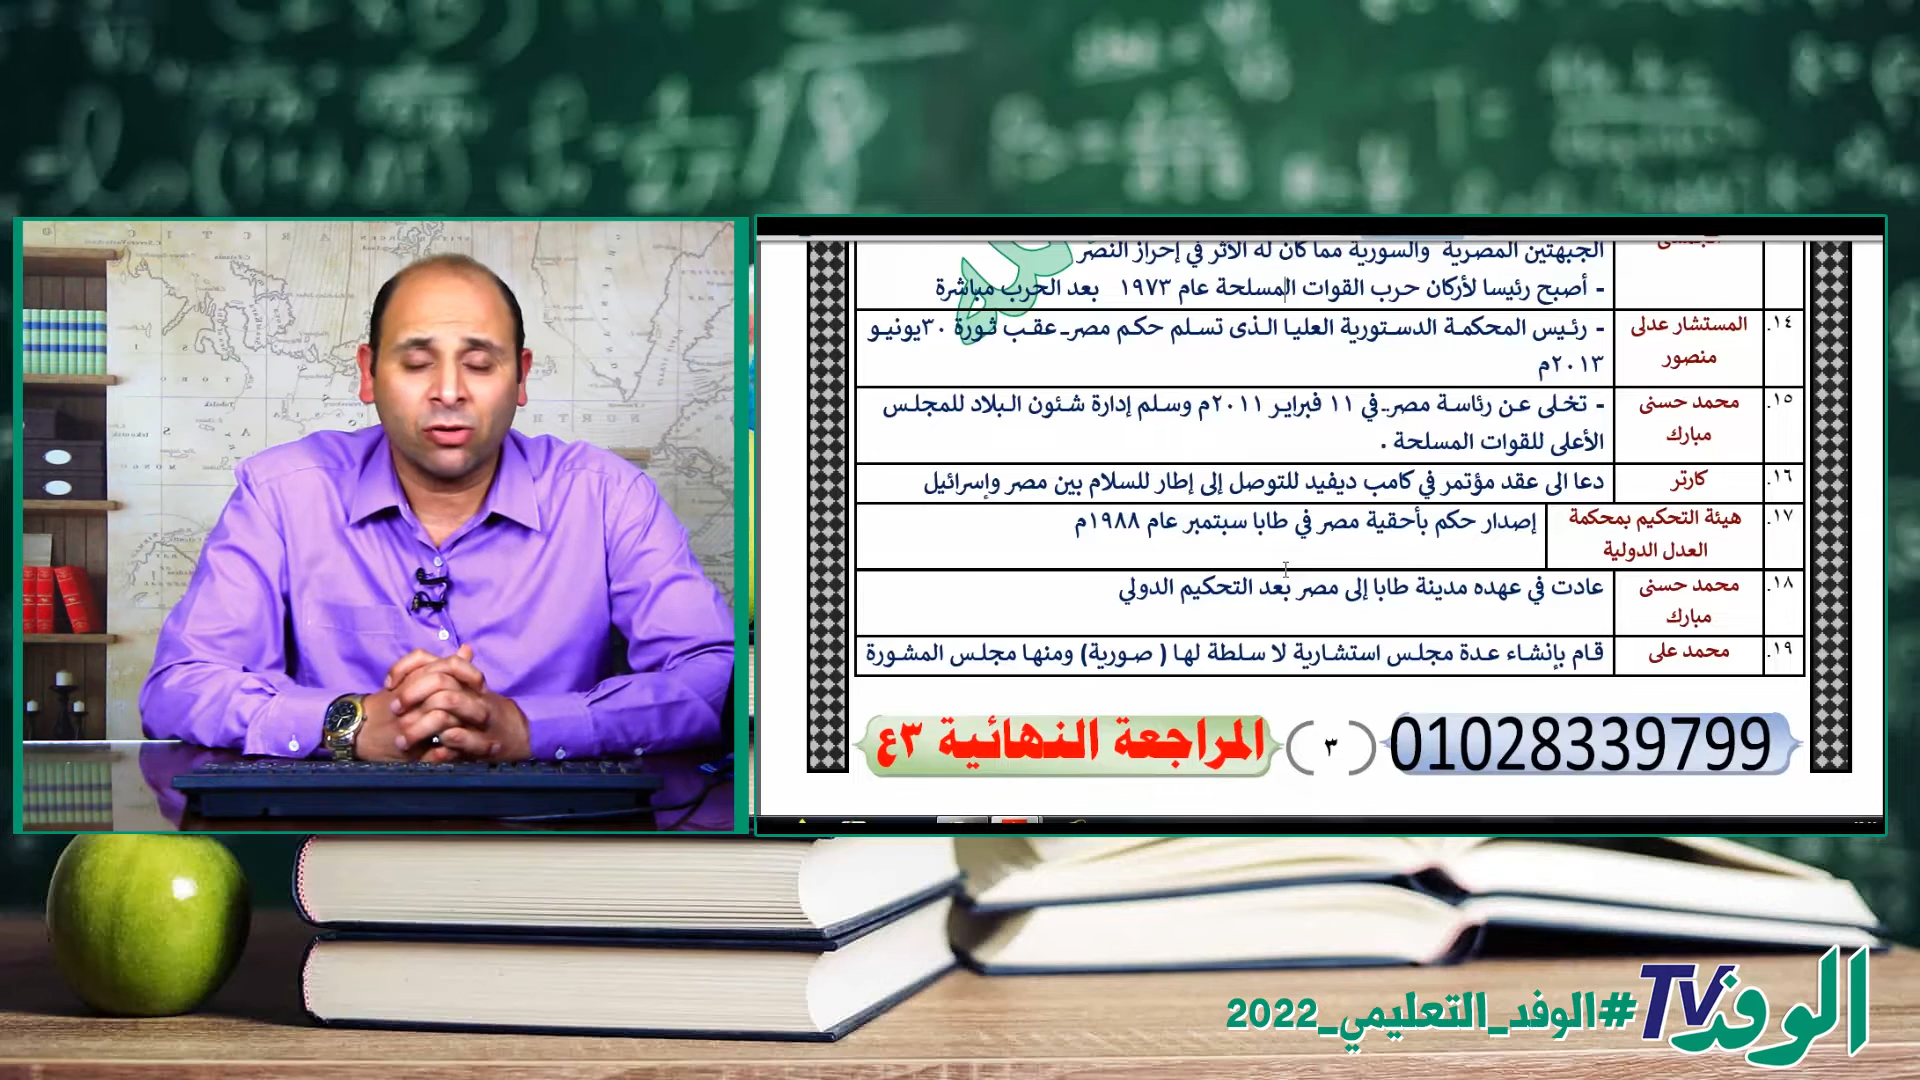 الجبهتين المصرية والسورية مما كان له الأثر في إحراز النصر
- أصبح رئيسا لأركان حرب القوات المسلحة عام ١٩٧٣ بعد الحرب مباشرة
١٤. المستشار عدلى منصور
- رئيس المحكمة الدستورية العليا الذى تسلم حكم مصر عقب ثورة ٣٠يونيو
٢٠١٣م
١٥. محمد حسنى مبارك
- تخلى عن رئاسة مصر في ١١ فبراير ٢٠١١م وسلم إدارة شئون البلاد للمجلس
الأعلى للقوات المسلحة .
١٦. كارتر
دعا الى عقد مؤتمر في كامب ديفيد للتوصل إلى إطار للسلام بين مصر وإسرائيل
١٧. هيئة التحكيم بمحكمة العدل الدولية
إصدار حكم بأحقية مصر في طابا سبتمبر عام ١٩٨٨م
١٨. محمد حسنى مبارك
عادت في عهده مدينة طابا إلى مصر بعد التحكيم الدولي
١٩. محمد على
قام بإنشاء عدة مجلس استشارية لا سلطة لها ( صورية) ومنها مجلس المشورة
01028339799
( ٣ )
المراجعة النهائية ٣ع
الوفد TV
#الوفد_التعليمي_2022